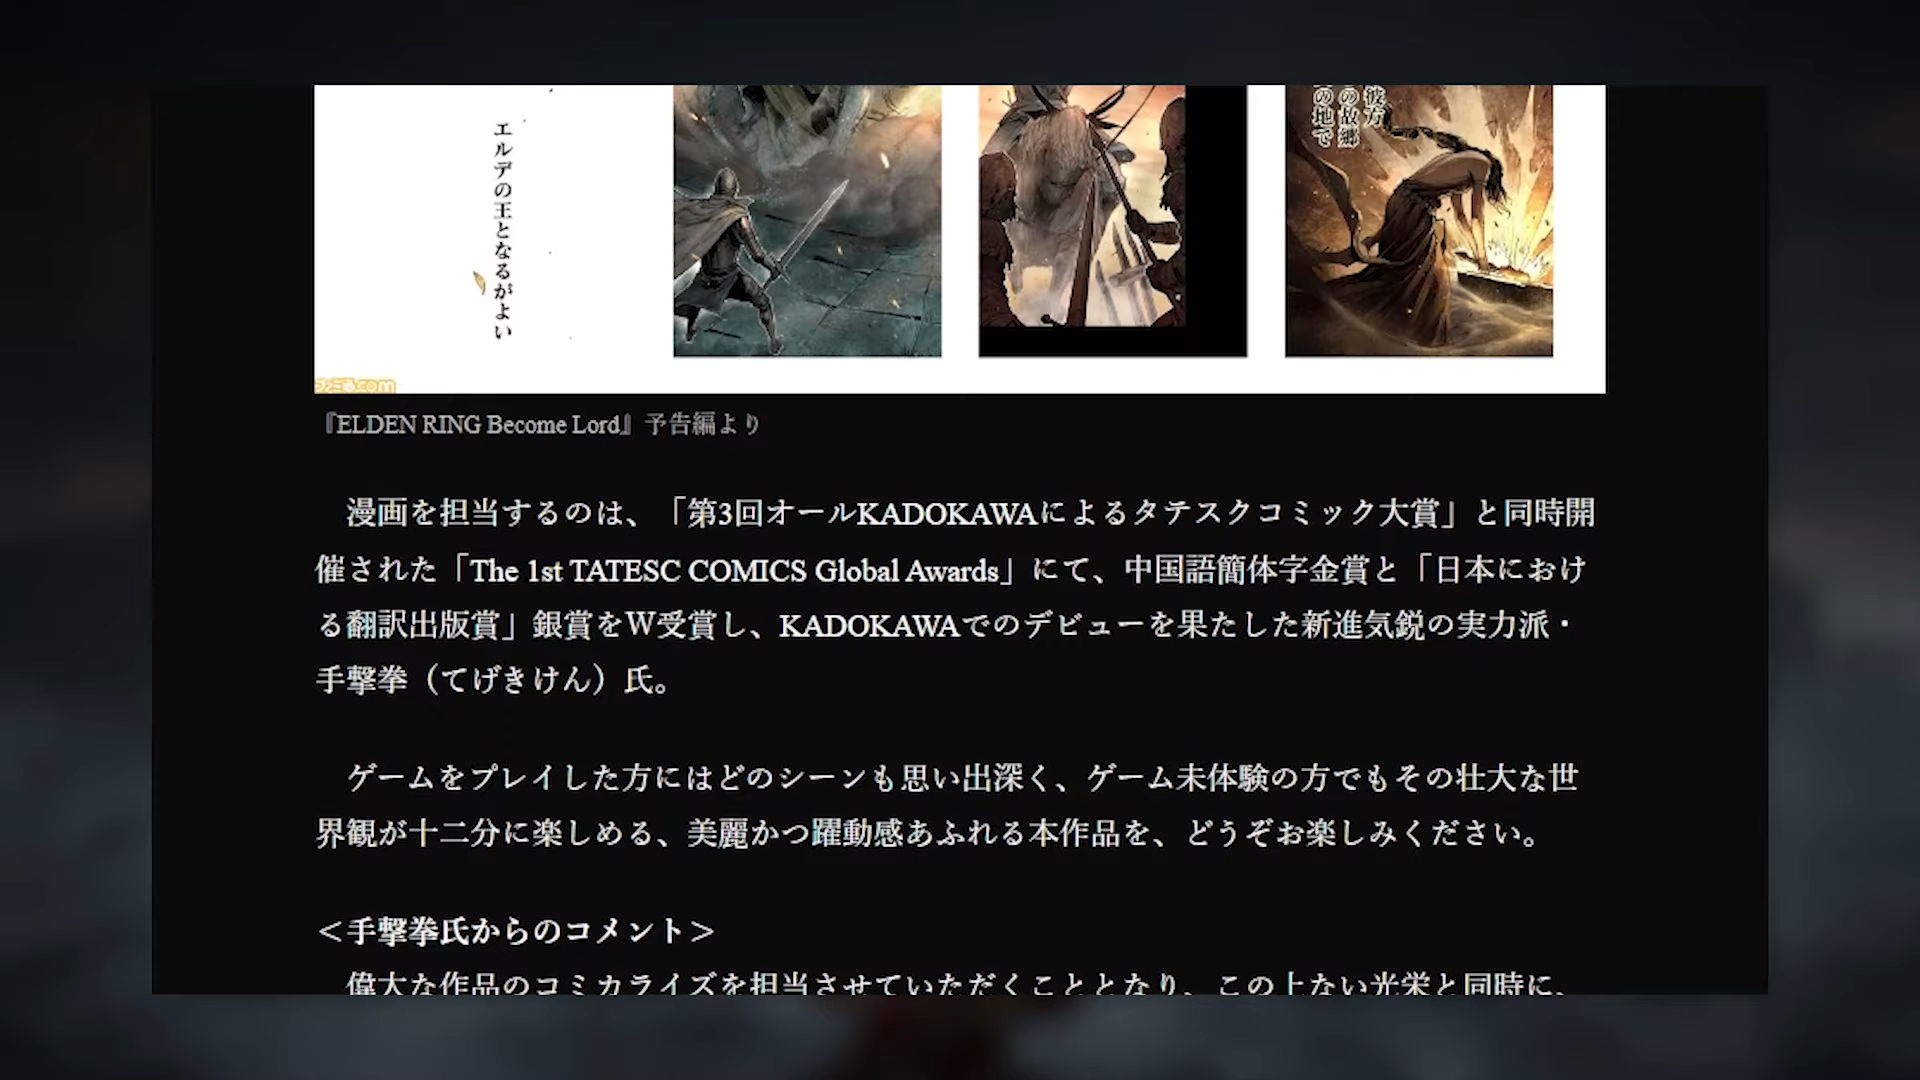 エルデの王となるがよい
彼方
の故郷
の地で
ファミ通.com
『ELDEN RING Become Lord』予告編より
漫画を担当するのは、「第3回オールKADOKAWAによるタテスクコミック大賞」と同時開
催された「The 1st TATESC COMICS Global Awards」にて、中国語簡体字金賞と「日本におけ
る翻訳出版賞」銀賞をW受賞し、KADOKAWAでのデビューを果たした新進気鋭の実力派・
手撃拳（てげきけん）氏。
ゲームをプレイした方にはどのシーンも思い出深く、ゲーム未体験の方でもその壮大な世
界観が十二分に楽しめる、美麗かつ躍動感あふれる本作品を、どうぞお楽しみください。
＜手撃拳氏からのコメント＞
偉大な作品のコミカライズを担当させていただくこととなり、この上ない光栄と同時に、